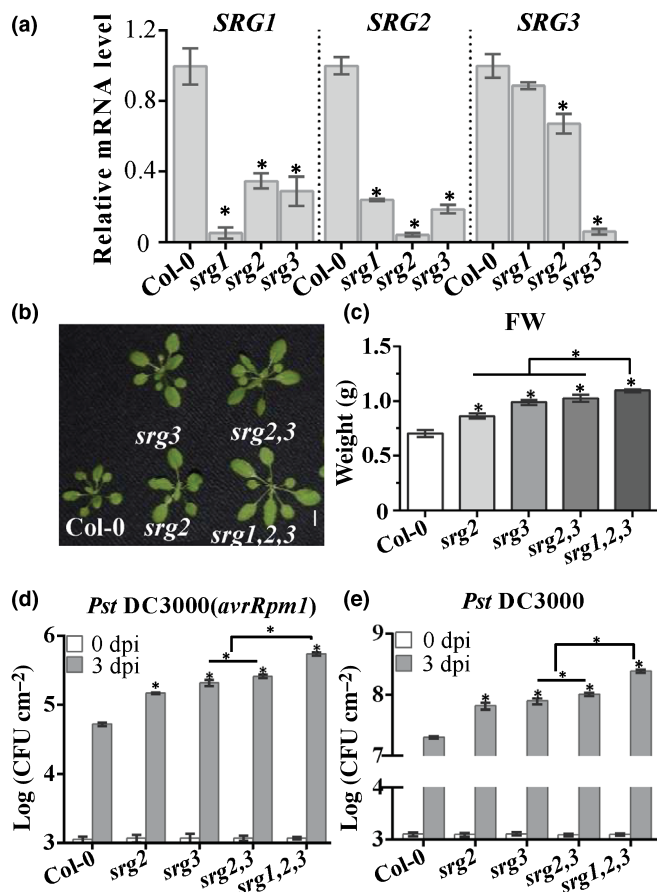 (a)
SRG1 SRG2 SRG3
Relative mRNA level
1.2
0.8
0.4
0
* * * * * * * *
Col-0 srg1 srg2 srg3 Col-0 srg1 srg2 srg3 Col-0 srg1 srg2 srg3
(b)
srg3 srg2,3
Col-0 srg2 srg1,2,3
(c)
FW
Weight (g)
1.5
1.0
0.5
0
* * * * *
Col-0 srg2 srg3 srg2,3 srg1,2,3
(d)
Pst DC3000(avrRpm1)
Log (CFU cm−2)
0 dpi
3 dpi
6
5
4
3
* * * * * *
Col-0 srg2 srg3 srg2,3 srg1,2,3
(e)
Pst DC3000
Log (CFU cm−2)
0 dpi
3 dpi
9
8
7
4
3
* * * * * *
Col-0 srg2 srg3 srg2,3 srg1,2,3